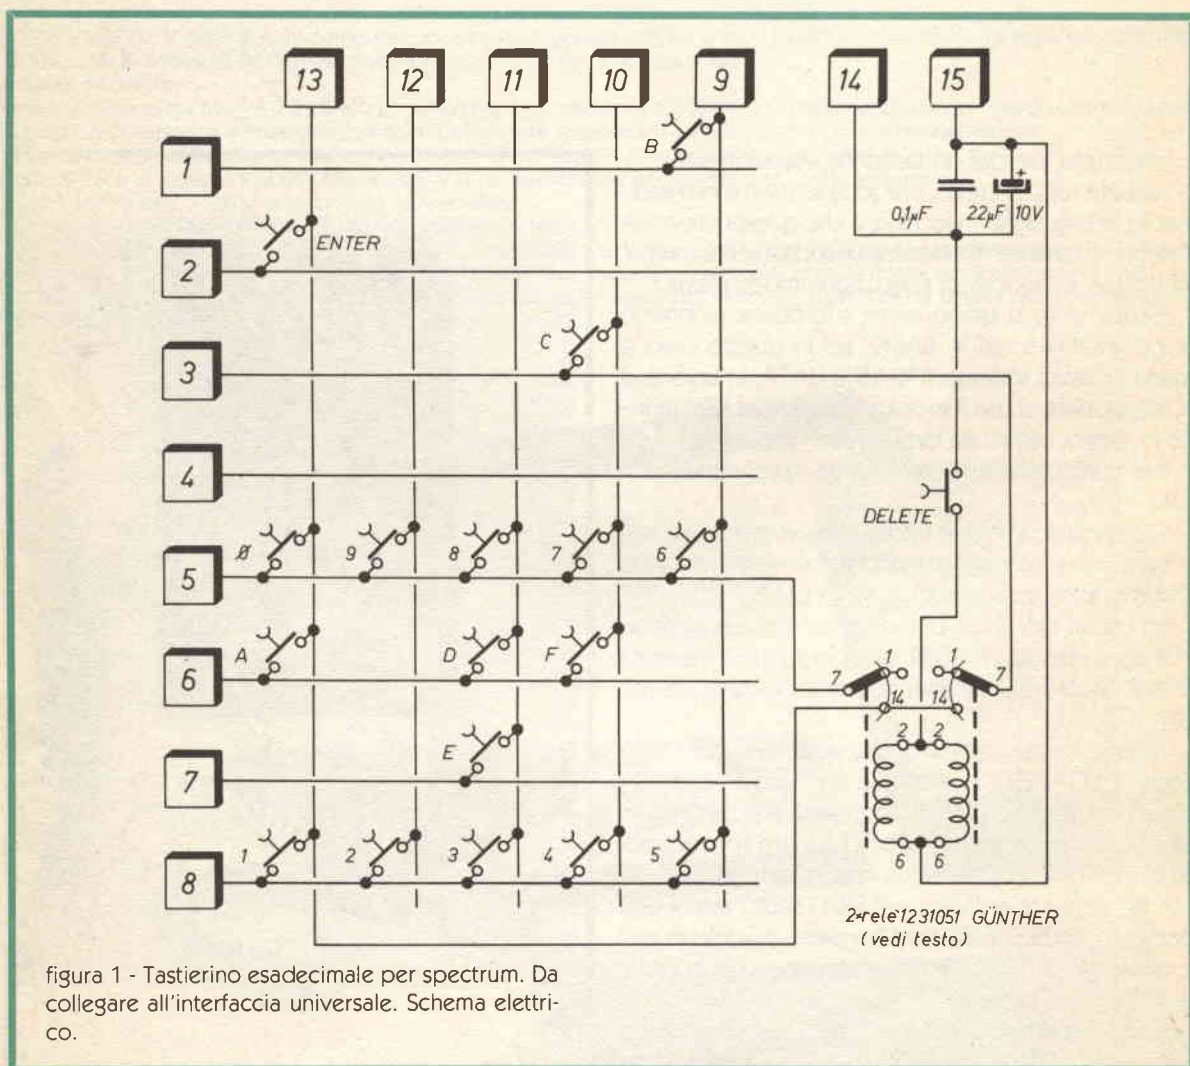 13 12 11 10 9 14 15
B
1
0,1µF 22µF 10V
+
ENTER
2
C
3
4
DELETE
Ø 9 8 7 6
5
A D F
6
7 1 1 7
14 14
2 2
E
7
1 2 3 4 5
8
6 6
2×relè 1231051 GÜNTHER
(vedi testo)
figura 1 - Tastierino esadecimale per spectrum. Da
collegare all'interfaccia universale. Schema elettri-
co.